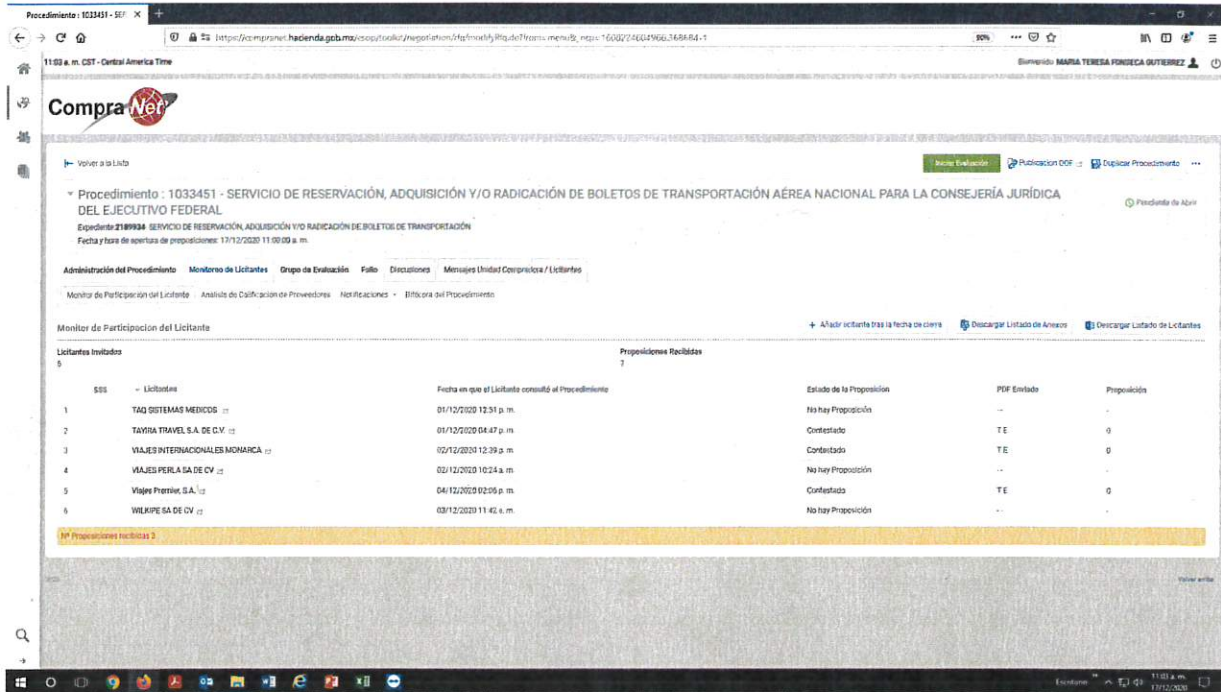 Procedimiento : 1033451 - SEF
90%
11:03 a. m. CST - Central America Time
Bienvenido MARIA TERESA FONSECA GUTIERREZ
CompraNet
Volver a la Lista
Iniciar Evaluación
Publicacion DOF
Duplicar Procedimiento
Procedimiento : 1033451 - SERVICIO DE RESERVACIÓN, ADQUISICIÓN Y/O RADICACIÓN DE BOLETOS DE TRANSPORTACIÓN AÉREA NACIONAL PARA LA CONSEJERÍA JURÍDICA
DEL EJECUTIVO FEDERAL
Pendiente de Abrir
Expediente:2189934- SERVICIO DE RESERVACIÓN, ADQUISICIÓN Y/O RADICACIÓN DE BOLETOS DE TRANSPORTACIÓN
Fecha y hora de apertura de proposiciones: 17/12/2020 11:00:00 a. m.
Administración del Procedimiento Monitoreo de Licitantes Grupo de Evaluación Fallo Discusiones Mensajes Unidad Compradora / Licitantes
Monitor de Participación del Licitante Análisis de Calificación de Proveedores Notificaciones Bitácora del Procedimiento
Monitor de Participación del Licitante
+ Añadir licitante tras la fecha de cierre Descargar Listado de Anexos Descargar Listado de Licitantes
Licitantes Invitados Proposiciones Recibidas
SSS Licitantes Fecha en que el Licitante consultó el Procedimiento Estado de la Proposición PDF Enviado Proposición
1 TAQ SISTEMAS MEDICOS 01/12/2020 12:51 p. m. No hay Proposición -- -
2 TAYIRA TRAVEL S.A. DE C.V. 01/12/2020 04:47 p. m. Contestado T E 0
3 VIAJES INTERNACIONALES MONARCA 02/12/2020 12:39 p. m. Contestado T E 0
4 VIAJES PERLA SA DE CV 02/12/2020 10:24 a. m. No hay Proposición -- -
5 Viajes Premier, S.A. 04/12/2020 02:05 p. m. Contestado T E 0
6 WILKIPE SA DE CV 03/12/2020 11:42 a. m. No hay Proposición -- -
Nº Proposiciones recibidas 3
Volver arriba
Escritorio
11:03 a. m.
17/12/2020